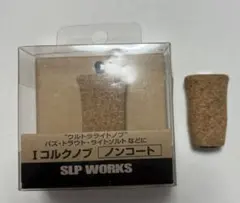 "ウルトラライトノブ"
バス・トラウト・ライトソルトなどに
I コルクノブ ノンコート
SLP WORKS